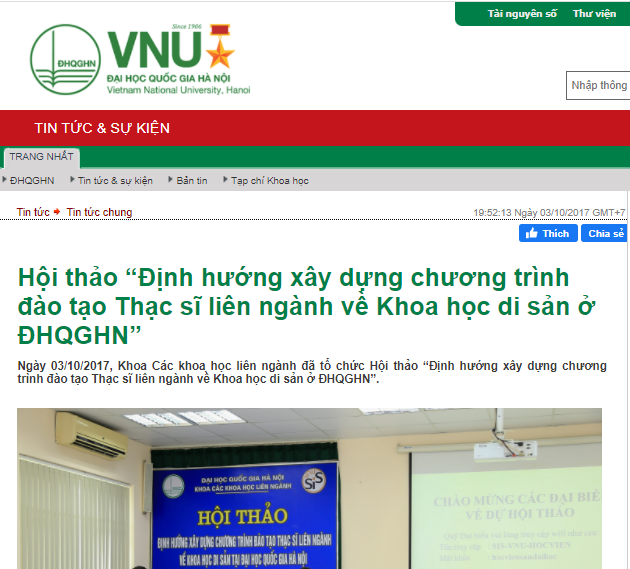 Tài nguyên số Thư viện
Since 1906
ĐHQGHN
VNU
ĐẠI HỌC QUỐC GIA HÀ NỘI
Vietnam National University, Hanoi
Nhập thông
TIN TỨC & SỰ KIỆN
TRANG NHẤT
ĐHQGHN Tin tức & sự kiện Bản tin Tạp chí Khoa học
Tin tức Tin tức chung 19:52:13 Ngày 03/10/2017 GMT+7
Thích Chia sẻ
Hội thảo “Định hướng xây dựng chương trình
đào tạo Thạc sĩ liên ngành về Khoa học di sản ở
ĐHQGHN”
Ngày 03/10/2017, Khoa Các khoa học liên ngành đã tổ chức Hội thảo “Định hướng xây dựng chương
trình đào tạo Thạc sĩ liên ngành về Khoa học di sản ở ĐHQGHN”.
ĐẠI HỌC QUỐC GIA HÀ NỘI
KHOA CÁC KHOA HỌC LIÊN NGÀNH
SIS
HỘI THẢO
ĐỊNH HƯỚNG XÂY DỰNG CHƯƠNG TRÌNH ĐÀO TẠO THẠC SĨ LIÊN NGÀNH
VỀ KHOA HỌC DI SẢN TẠI ĐẠI HỌC QUỐC GIA HÀ NỘI
CHÀO MỪNG CÁC ĐẠI BIỂ
VỀ DỰ HỘI THẢO